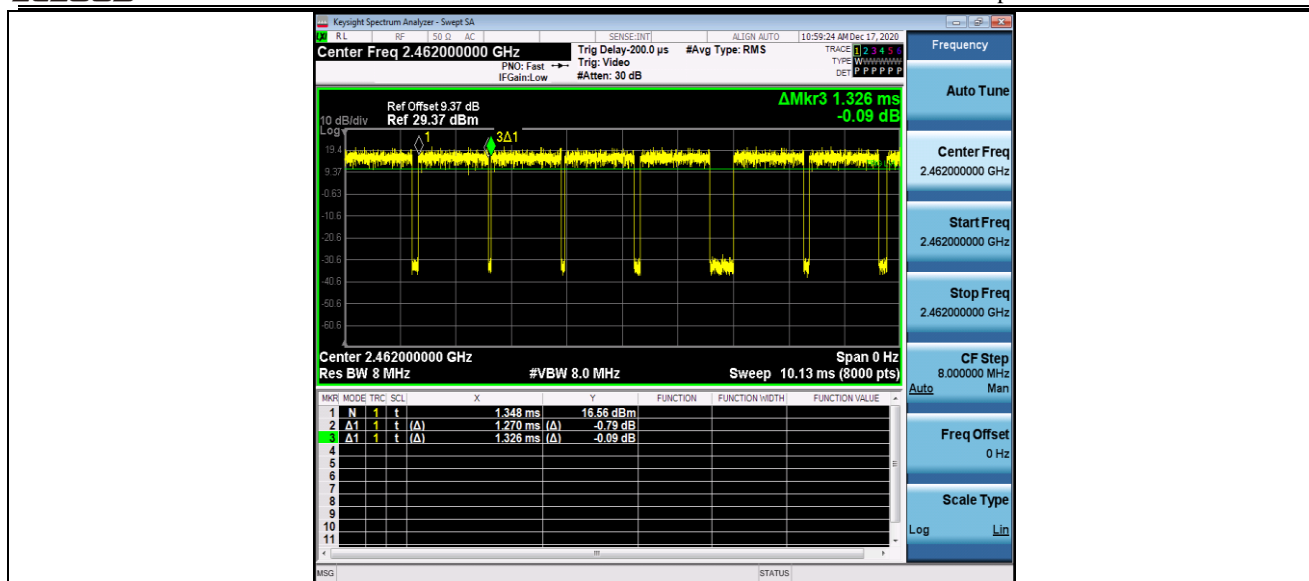 Keysight Spectrum Analyzer - Swept SA
RL RF 50 Ω AC SENSE:INT ALIGN AUTO 10:59:24 AM Dec 17, 2020
Center Freq 2.462000000 GHz
Trig Delay-200.0 µs #Avg Type: RMS TRACE 1 2 3 4 5 6
PNO: Fast Trig: Video TYPE WWWWWW
IFGain:Low #Atten: 30 dB DET P P P P P P
Ref Offset 9.37 dB ΔMkr3 1.326 ms
10 dB/div Ref 29.37 dBm -0.09 dB
Log
1 3Δ1
19.4
9.37
-0.63
-10.6
-20.6
-30.6
-40.6
-50.6
-60.6
Center 2.462000000 GHz Span 0 Hz
Res BW 8 MHz #VBW 8.0 MHz Sweep 10.13 ms (8000 pts)
MKR MODE TRC SCL X Y FUNCTION FUNCTION WIDTH FUNCTION VALUE
1 N 1 t 1.348 ms 16.56 dBm
2 Δ1 1 t (Δ) 1.270 ms (Δ) -0.79 dB
3 Δ1 1 t (Δ) 1.326 ms (Δ) -0.09 dB
4
5
6
7
8
9
10
11
MSG STATUS
Frequency
Auto Tune
Center Freq
2.462000000 GHz
Start Freq
2.462000000 GHz
Stop Freq
2.462000000 GHz
CF Step
8.000000 MHz
Auto Man
Freq Offset
0 Hz
Scale Type
Log Lin